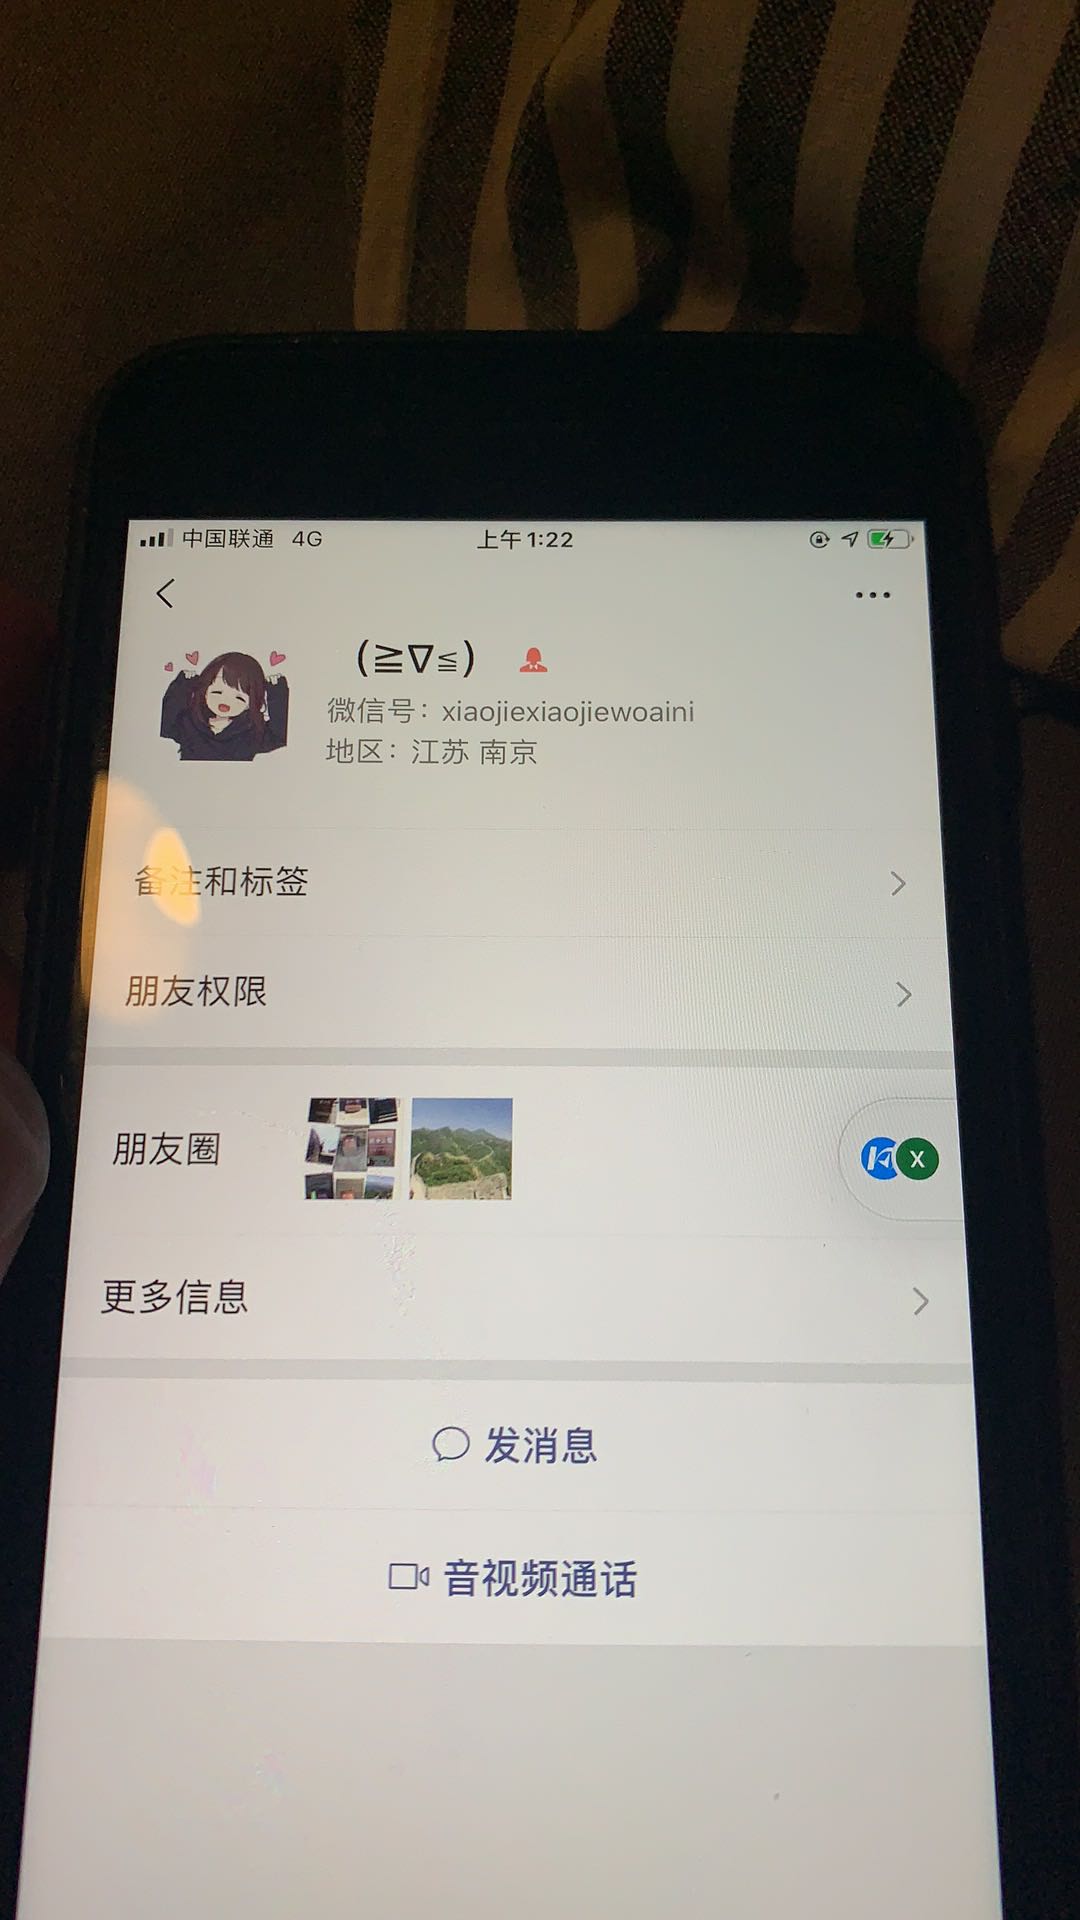 中国联通 4G 上午1:22
(≧∇≦)
微信号：xiaojiexiaojiewoaini
地区：江苏 南京
备注和标签
朋友权限
朋友圈
X
更多信息
发消息
音视频通话